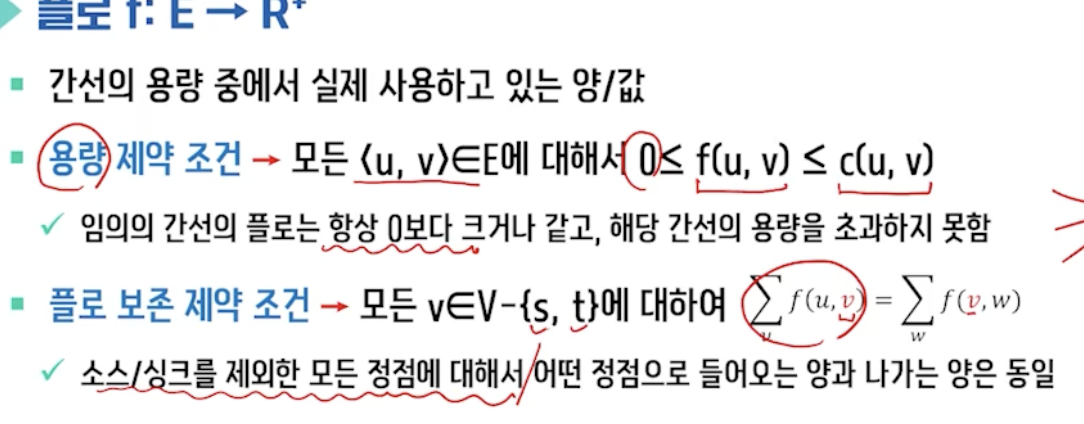 플로 f: E → R⁺
▪ 간선의 용량 중에서 실제 사용하고 있는 양/값
▪ 용량 제약 조건 → 모든 ⟨u, v⟩∈E에 대해서 0≤ f(u, v) ≤ c(u, v)
✓ 임의의 간선의 플로는 항상 0보다 크거나 같고, 해당 간선의 용량을 초과하지 못함
▪ 플로 보존 제약 조건 → 모든 v∈V-{s, t}에 대하여 ∑_u f(u, v) = ∑_w f(v, w)
✓ 소스/싱크를 제외한 모든 정점에 대해서 어떤 정점으로 들어오는 양과 나가는 양은 동일